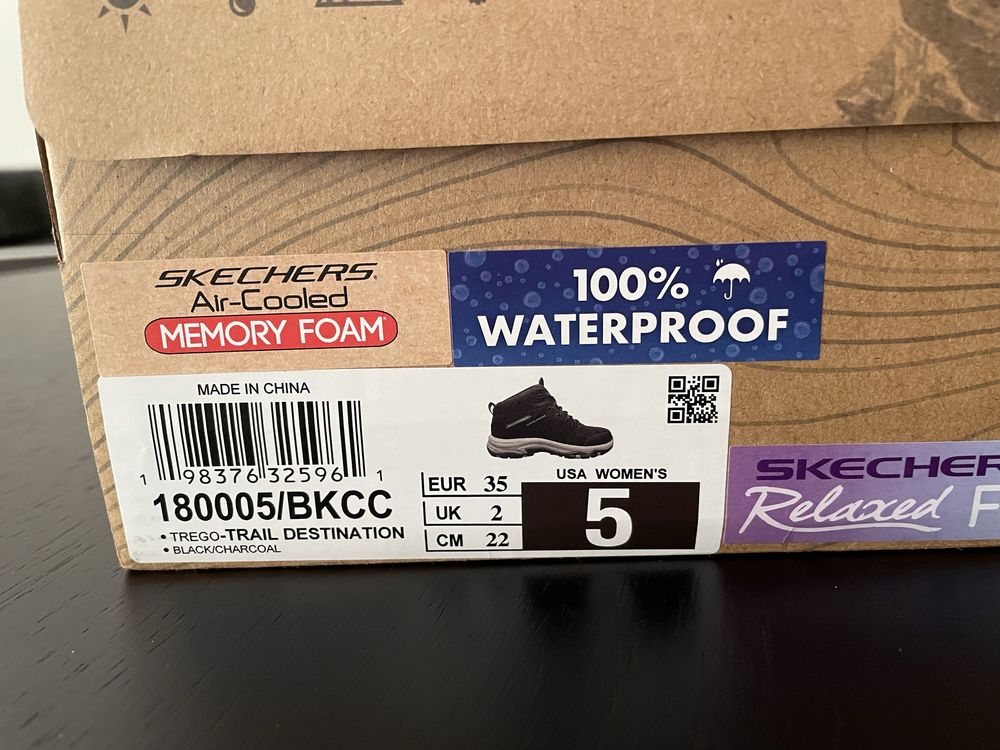 SKECHERS®
Air-Cooled
MEMORY FOAM®
100%
WATERPROOF
MADE IN CHINA
1 98376 32596 1
180005/BKCC
• TREGO-TRAIL DESTINATION
• BLACK/CHARCOAL
EUR 35
UK 2
CM 22
USA WOMEN'S
5
SKECHER
Relaxed F